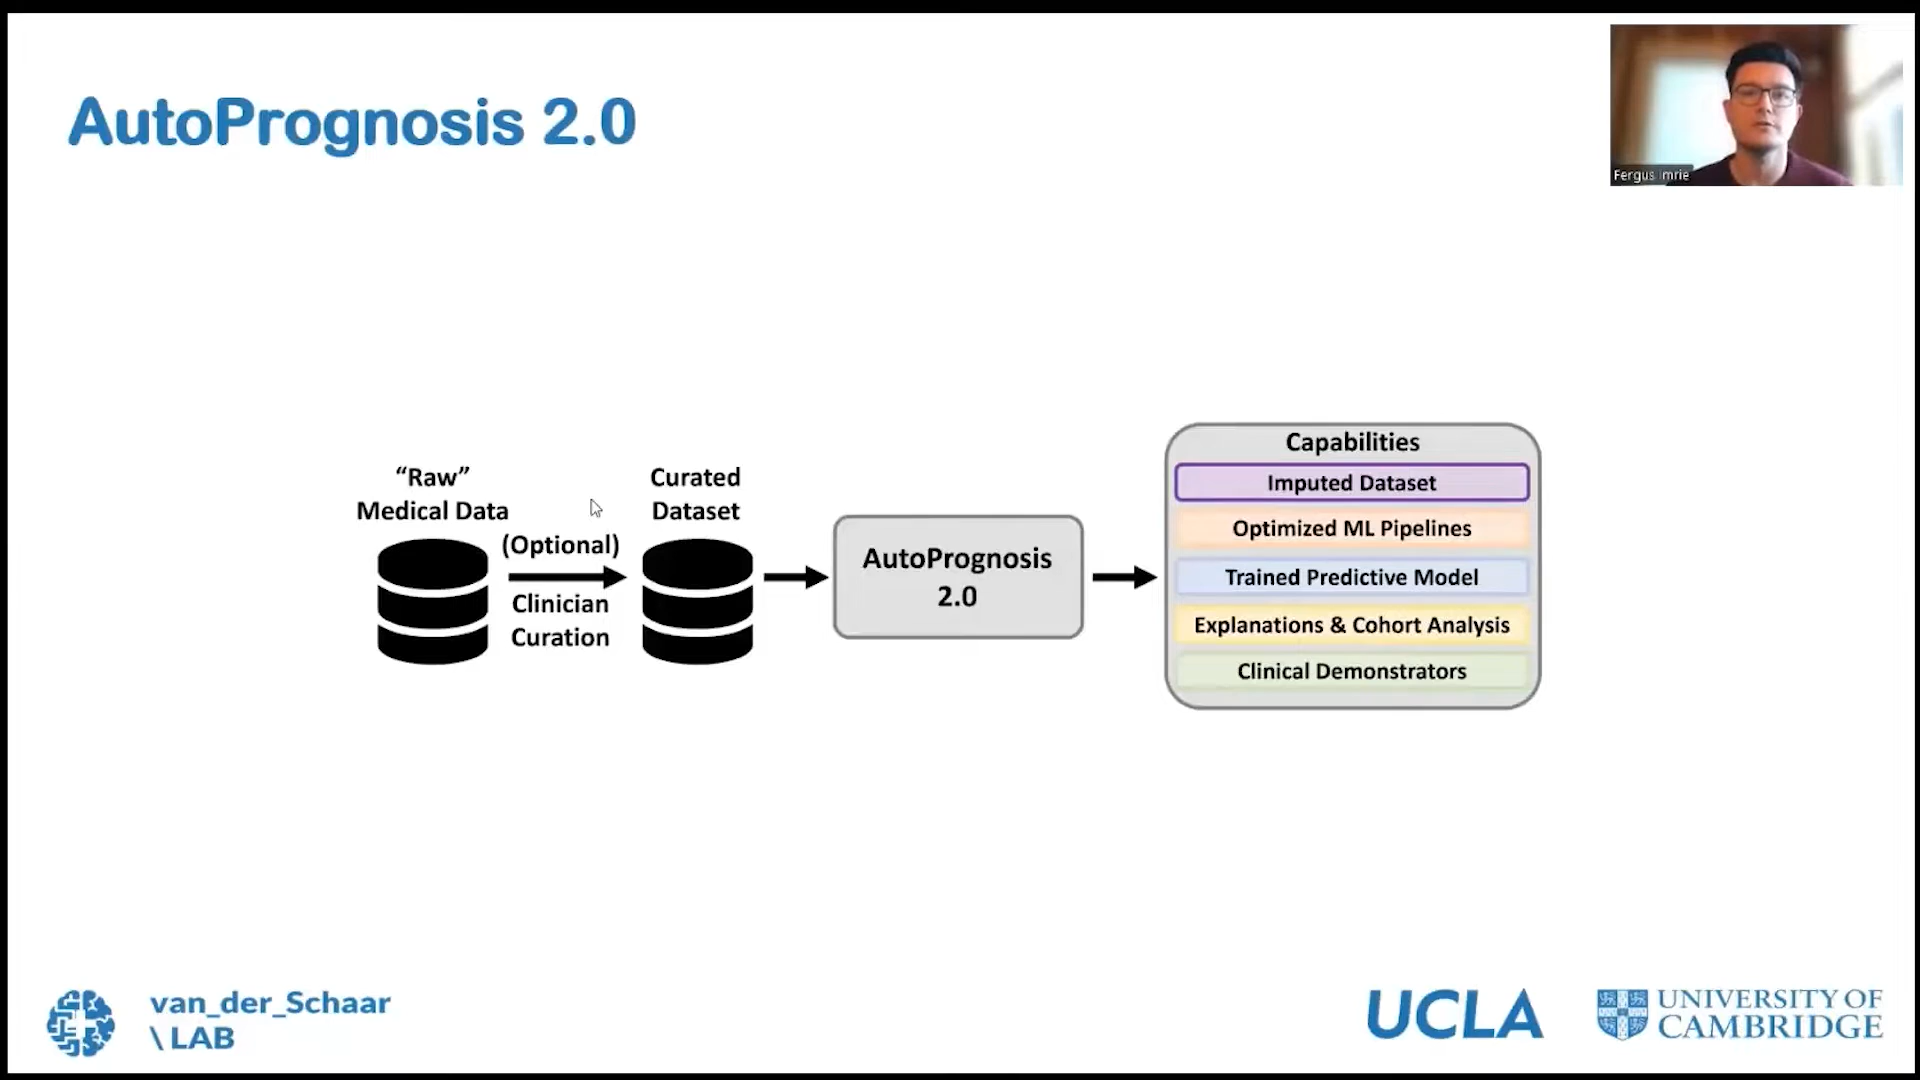 AutoPrognosis 2.0
Fergus Imrie
“Raw”
Medical Data
(Optional)
Clinician
Curation
Curated
Dataset
AutoPrognosis
2.0
Capabilities
Imputed Dataset
Optimized ML Pipelines
Trained Predictive Model
Explanations & Cohort Analysis
Clinical Demonstrators
van_der_Schaar
\ LAB
UCLA
UNIVERSITY OF
CAMBRIDGE